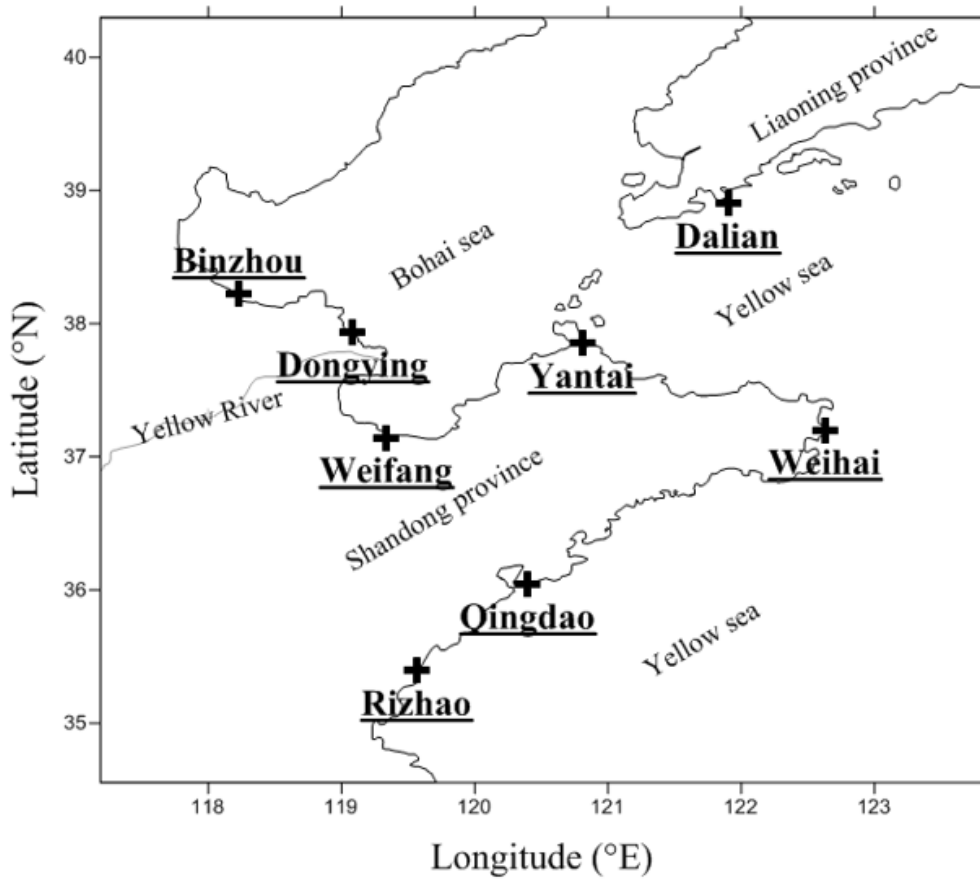 40
Liaoning province
39
Dalian
Binzhou
Bohai sea
Yellow sea
38
Dongying
Yantai
Yellow River
37
Weifang
Weihai
Shandong province
36
Qingdao
Yellow sea
Rizhao
35
Latitude (°N)
118 119 120 121 122 123
Longitude (°E)